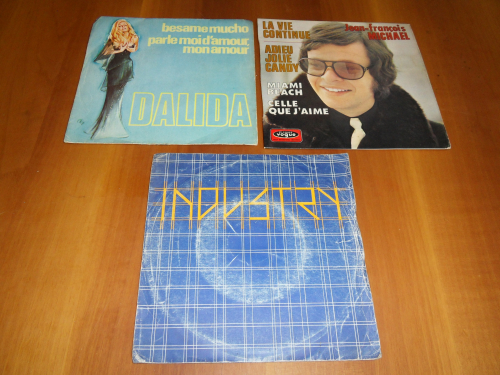 besame mucho
parle moi d'amour,
mon amour
DALIDA
LA VIE
CONTINUE
Jean-françois
MICHAEL
ADIEU
JOLIE
CANDY
MIAMI
BEACH
CELLE
QUE J'AIME
Vogue
INDUSTRY